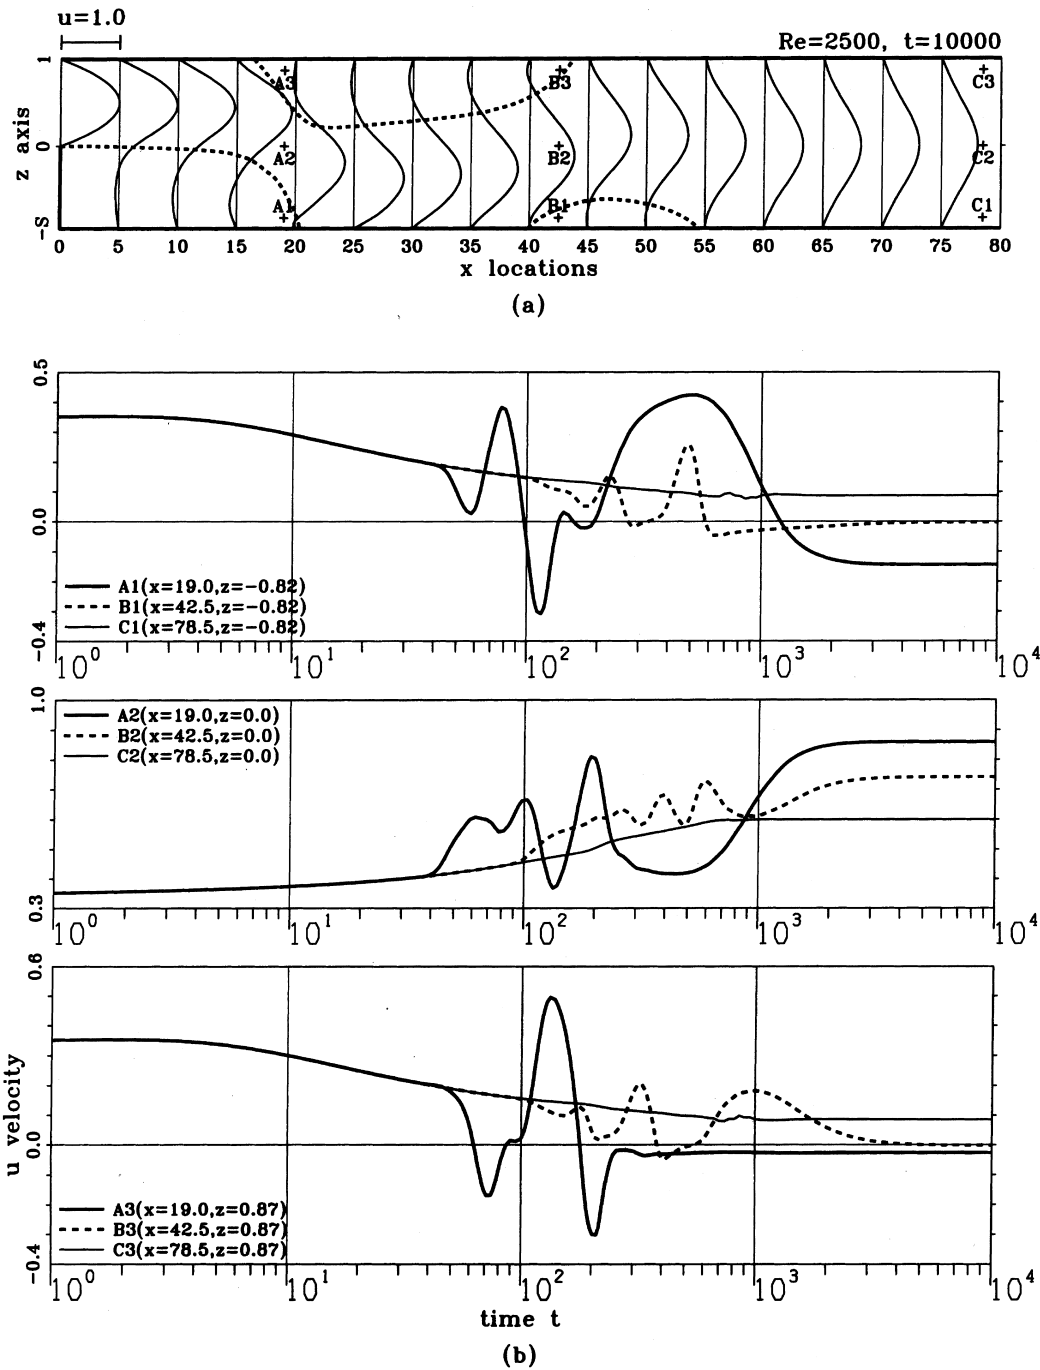 u=1.0
Re=2500, t=10000
1
0
-S
z axis
A3
A2
A1
B3
B2
B1
C3
C2
C1
0 5 10 15 20 25 30 35 40 45 50 55 60 65 70 75 80
x locations
(a)
0.5
0.0
-0.4
A1(x=19.0,z=-0.82)
B1(x=42.5,z=-0.82)
C1(x=78.5,z=-0.82)
10^0 10^1 10^2 10^3 10^4
1.0
0.3
A2(x=19.0,z=0.0)
B2(x=42.5,z=0.0)
C2(x=78.5,z=0.0)
10^0 10^1 10^2 10^3 10^4
0.6
0.0
-0.4
u velocity
A3(x=19.0,z=0.87)
B3(x=42.5,z=0.87)
C3(x=78.5,z=0.87)
10^0 10^1 10^2 10^3 10^4
time t
(b)